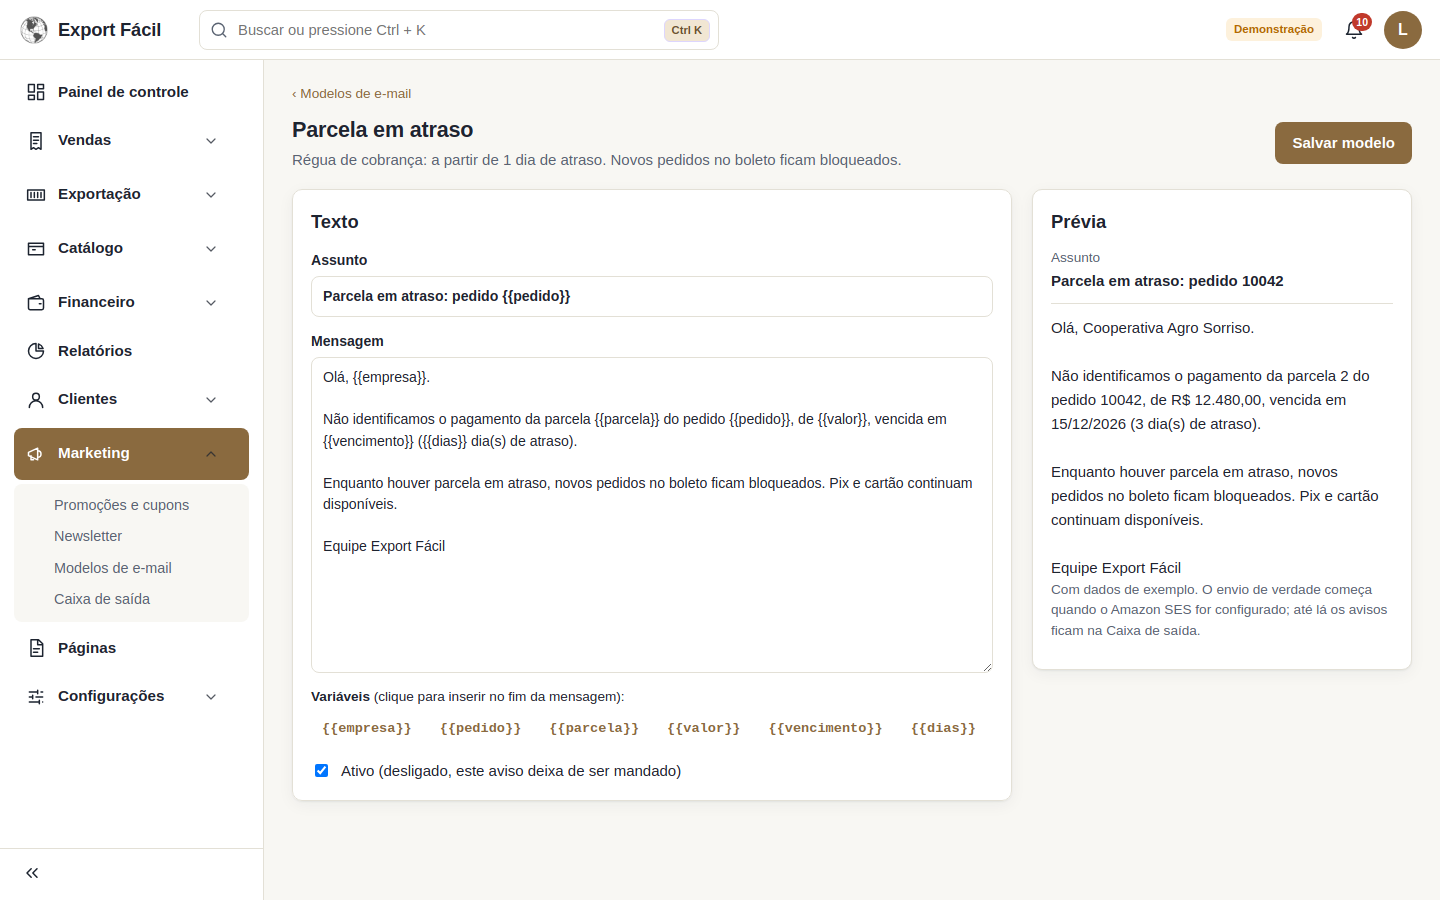 Export Fácil
Buscar ou pressione Ctrl + K
Ctrl K
Demonstração
10
L
Painel de controle
Vendas
Exportação
Catálogo
Financeiro
Relatórios
Clientes
Marketing
Promoções e cupons
Newsletter
Modelos de e-mail
Caixa de saída
Páginas
Configurações
‹ Modelos de e-mail
Parcela em atraso
Régua de cobrança: a partir de 1 dia de atraso. Novos pedidos no boleto ficam bloqueados.
Salvar modelo
Texto
Assunto
Parcela em atraso: pedido {{pedido}}
Mensagem
Olá, {{empresa}}.
Não identificamos o pagamento da parcela {{parcela}} do pedido {{pedido}}, de {{valor}}, vencida em
{{vencimento}} ({{dias}} dia(s) de atraso).
Enquanto houver parcela em atraso, novos pedidos no boleto ficam bloqueados. Pix e cartão continuam
disponíveis.
Equipe Export Fácil
Variáveis (clique para inserir no fim da mensagem):
{{empresa}} {{pedido}} {{parcela}} {{valor}} {{vencimento}} {{dias}}
Ativo (desligado, este aviso deixa de ser mandado)
Prévia
Assunto
Parcela em atraso: pedido 10042
Olá, Cooperativa Agro Sorriso.
Não identificamos o pagamento da parcela 2 do
pedido 10042, de R$ 12.480,00, vencida em
15/12/2026 (3 dia(s) de atraso).
Enquanto houver parcela em atraso, novos
pedidos no boleto ficam bloqueados. Pix e cartão
continuam disponíveis.
Equipe Export Fácil
Com dados de exemplo. O envio de verdade começa
quando o Amazon SES for configurado; até lá os avisos
ficam na Caixa de saída.